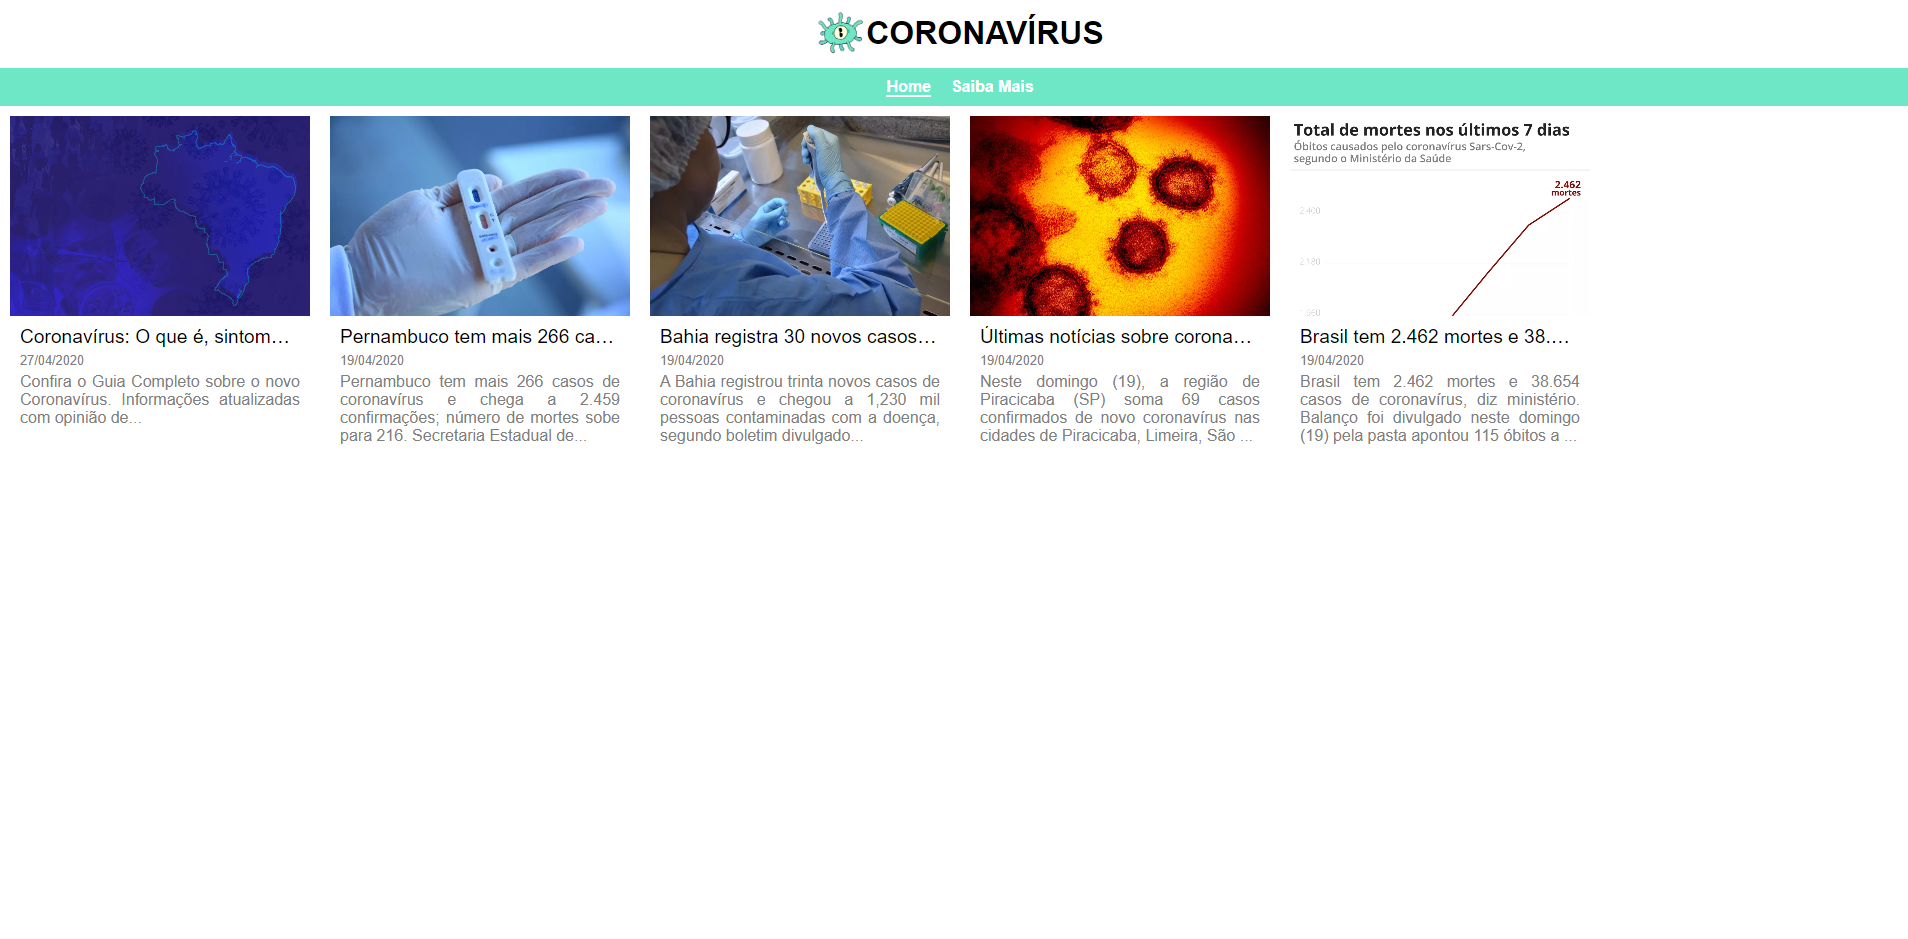 CORONAVÍRUS
Home
Saiba Mais
Coronavírus: O que é, sintom...
27/04/2020
Confira o Guia Completo sobre o novo
Coronavírus. Informações atualizadas
com opinião de...
Pernambuco tem mais 266 ca...
19/04/2020
Pernambuco tem mais 266 casos de
coronavírus e chega a 2.459
confirmações; número de mortes sobe
para 216. Secretaria Estadual de...
Bahia registra 30 novos casos...
19/04/2020
A Bahia registrou trinta novos casos de
coronavírus e chegou a 1,230 mil
pessoas contaminadas com a doença,
segundo boletim divulgado...
Últimas notícias sobre corona...
19/04/2020
Neste domingo (19), a região de
Piracicaba (SP) soma 69 casos
confirmados de novo coronavírus nas
cidades de Piracicaba, Limeira, São ...
Total de mortes nos últimos 7 dias
Óbitos causados pelo coronavírus Sars-Cov-2,
segundo o Ministério da Saúde
2.462
mortes
2.400
2.180
Brasil tem 2.462 mortes e 38....
19/04/2020
Brasil tem 2.462 mortes e 38.654
casos de coronavírus, diz ministério.
Balanço foi divulgado neste domingo
(19) pela pasta apontou 115 óbitos a ...